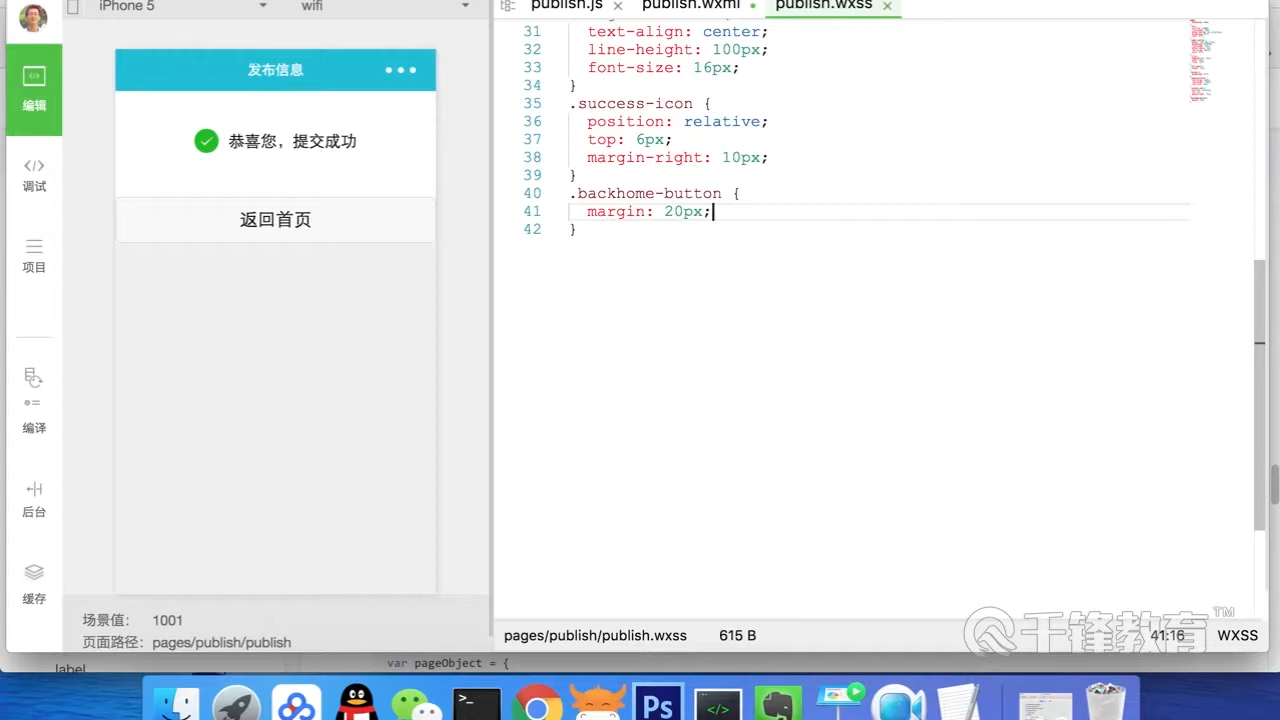 iPhone 5
wifi
publish.js
publish.wxml
publish.wxss
编辑
调试
项目
编译
后台
缓存
发布信息
恭喜您，提交成功
返回首页
场景值： 1001
页面路径： pages/publish/publish
31 text-align: center;
32 line-height: 100px;
33 font-size: 16px;
34 }
35 .success-icon {
36 position: relative;
37 top: 6px;
38 margin-right: 10px;
39 }
40 .backhome-button {
41 margin: 20px;
42 }
pages/publish/publish.wxss 615 B
41:16 WXSS
千锋教育 TM
label
var pageObject = {
Ps
</>